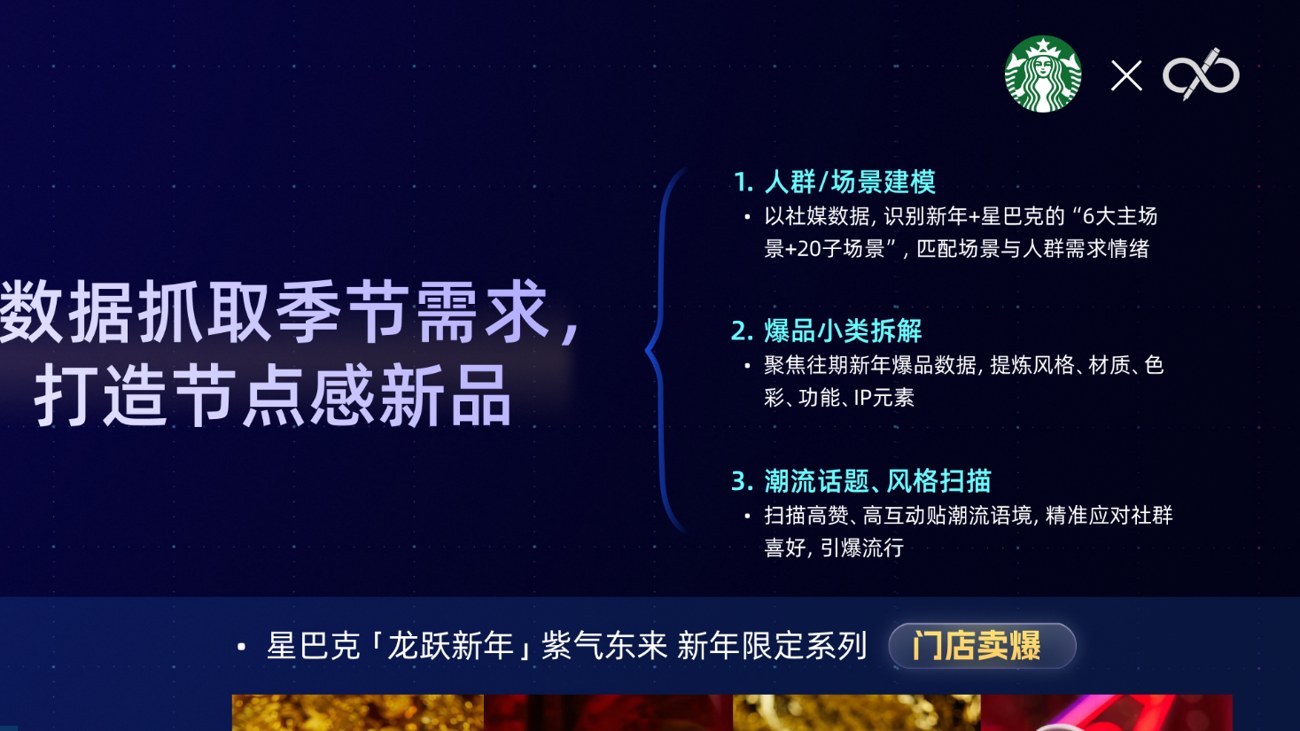 数据抓取季节需求，
打造节点感新品
1. 人群/场景建模
• 以社媒数据，识别新年+星巴克的“6大主场
景+20子场景”，匹配场景与人群需求情绪
2. 爆品小类拆解
• 聚焦往期新年爆品数据，提炼风格、材质、色
彩、功能、IP元素
3. 潮流话题、风格扫描
• 扫描高赞、高互动贴潮流语境，精准应对社群
喜好，引爆流行
• 星巴克「龙跃新年」紫气东来 新年限定系列 门店卖爆